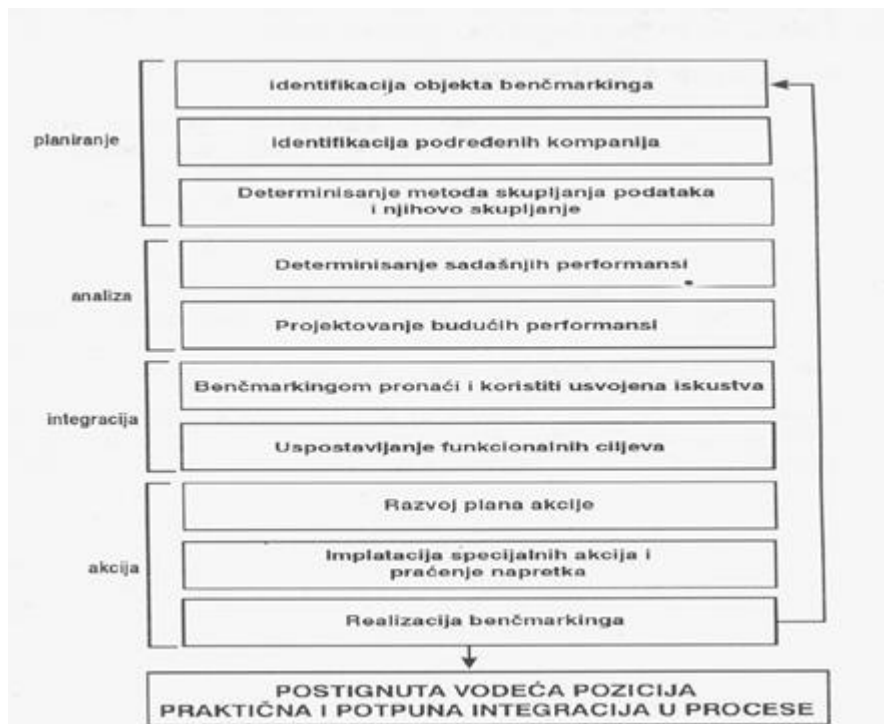 identifikacija objekta benčmarkinga
planiranje
Identifikacija podređenih kompanija
Determinisanje metoda skupljanja podataka
i njihovo skupljanje
Determinisanje sadašnjih performansi
analiza
Projektovanje budućih performansi
Benčmarkingom pronaći i koristiti usvojena iskustva
integracija
Uspostavljanje funkcionalnih ciljeva
Razvoj plana akcije
Implatacija specijalnih akcija i
praćenje napretka
akcija
Realizacija benčmarkinga
POSTIGNUTA VODEĆA POZICIJA
PRAKTIČNA I POTPUNA INTEGRACIJA U PROCESE